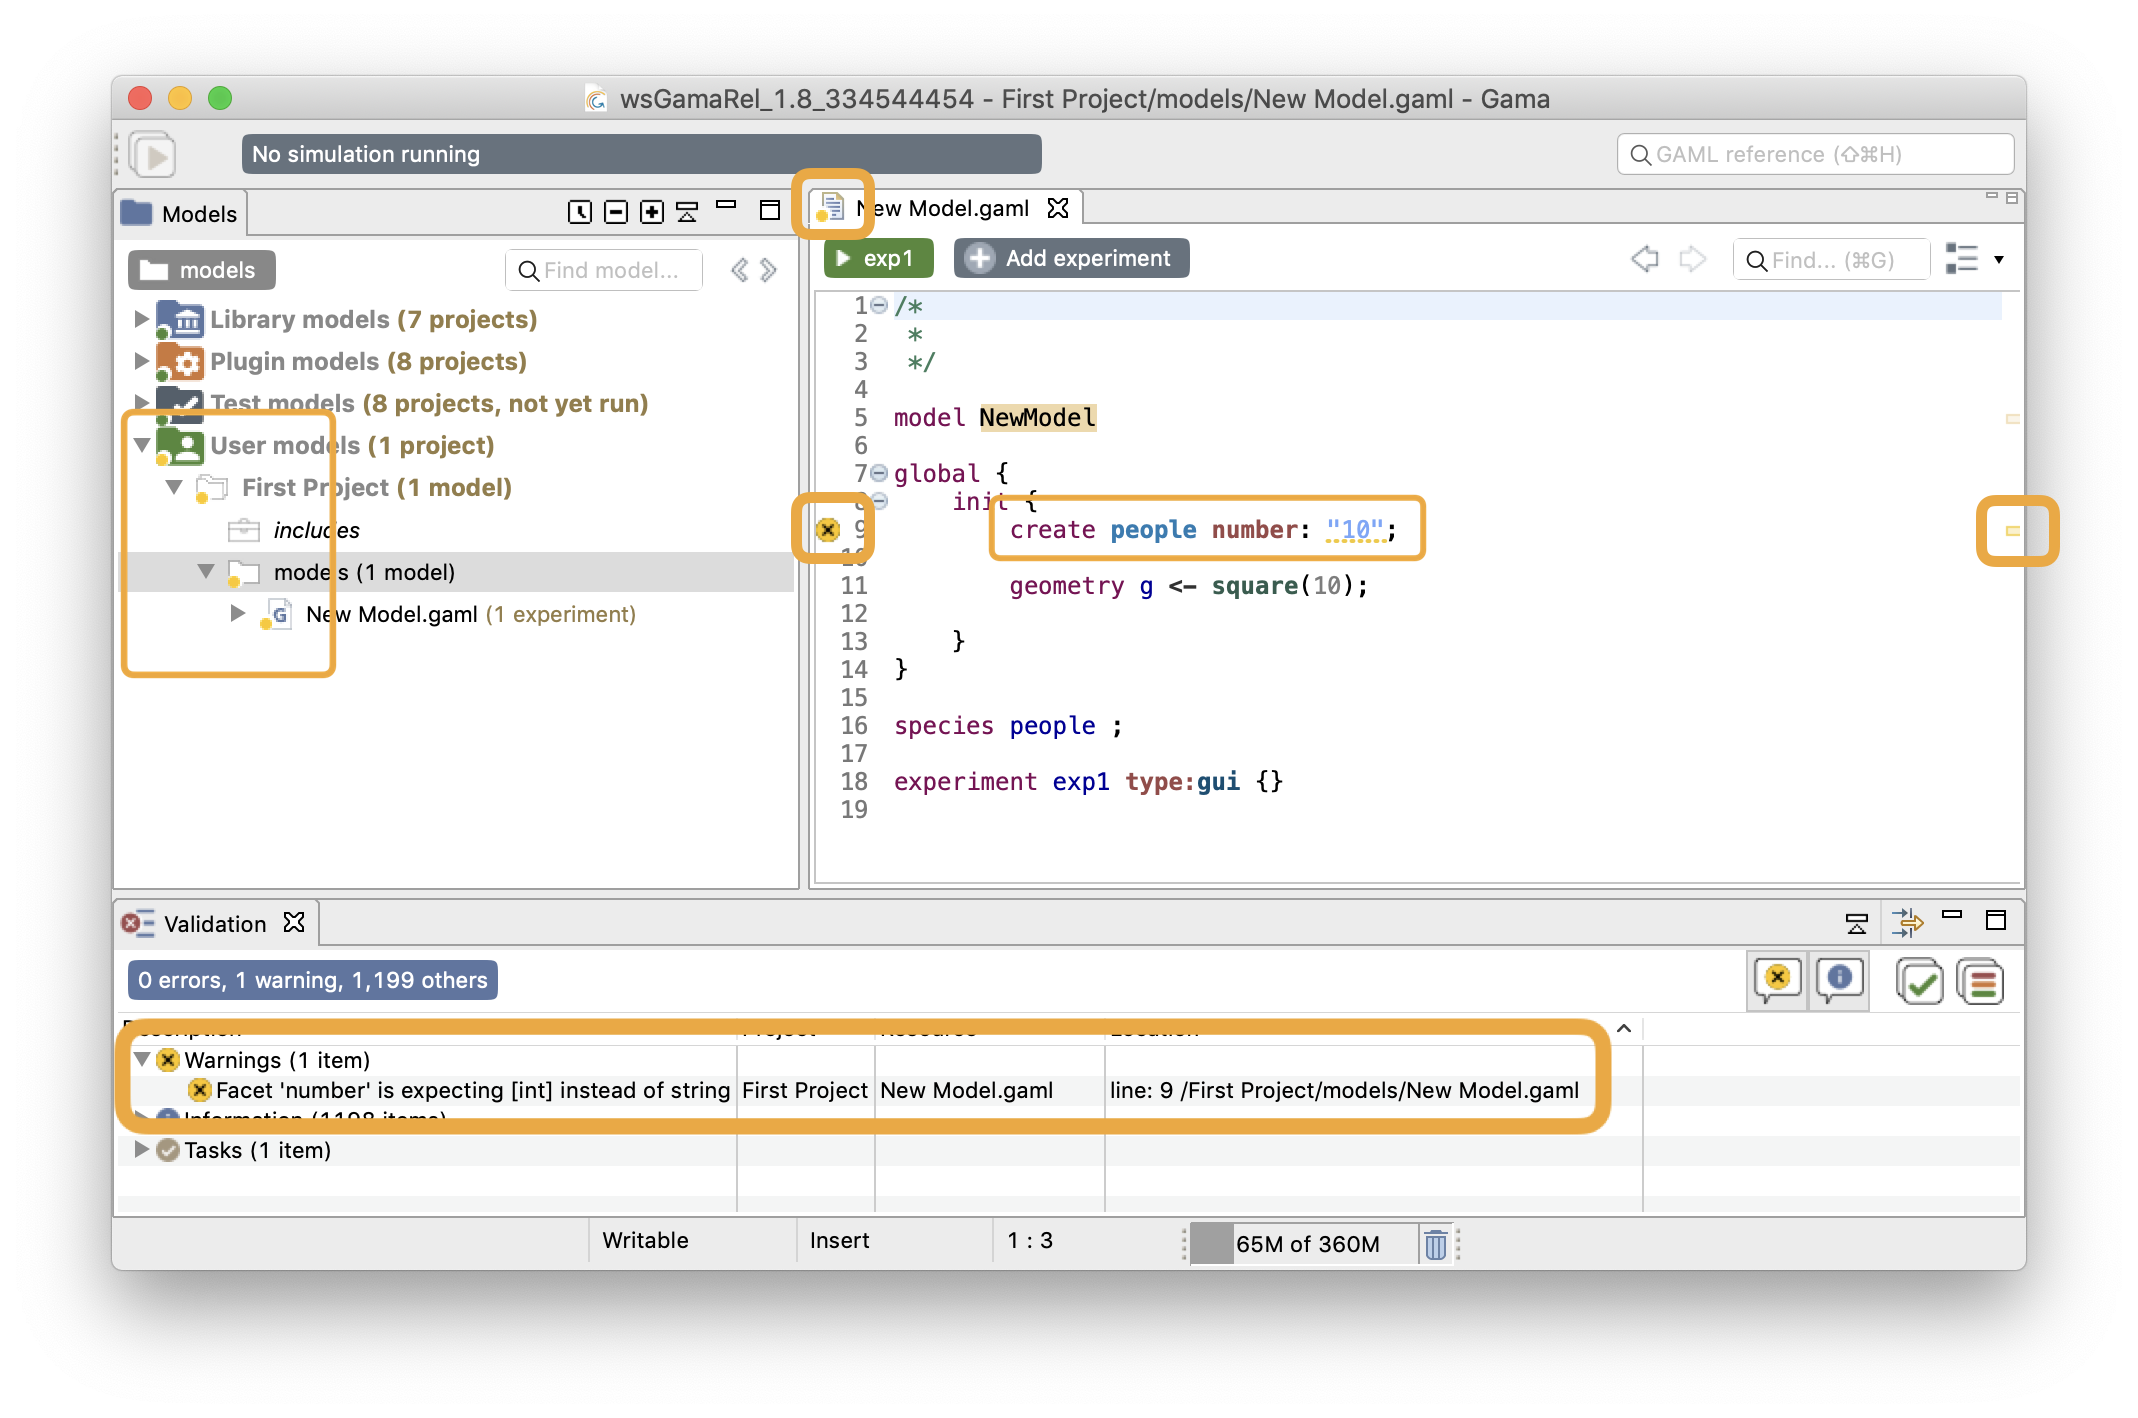 wsGamaRel_1.8_334544454 - First Project/models/New Model.gaml - Gama
No simulation running
GAML reference (⇧⌘H)
Models
models
Find model...
Library models (7 projects)
Plugin models (8 projects)
Test models (8 projects, not yet run)
User models (1 project)
First Project (1 model)
includes
models (1 model)
New Model.gaml (1 experiment)
New Model.gaml
exp1
Add experiment
Find... (⌘G)
1 /*
2 *
3 */
4
5 model NewModel
6
7 global {
8 init {
9 create people number: "10";
10
11 geometry g <- square(10);
12
13 }
14 }
15
16 species people ;
17
18 experiment exp1 type:gui {}
19
Validation
0 errors, 1 warning, 1,199 others
Description Project Resource Location
Warnings (1 item)
Facet 'number' is expecting [int] instead of string First Project New Model.gaml line: 9 /First Project/models/New Model.gaml
Information (1198 items)
Tasks (1 item)
Writable Insert 1 : 3 65M of 360M